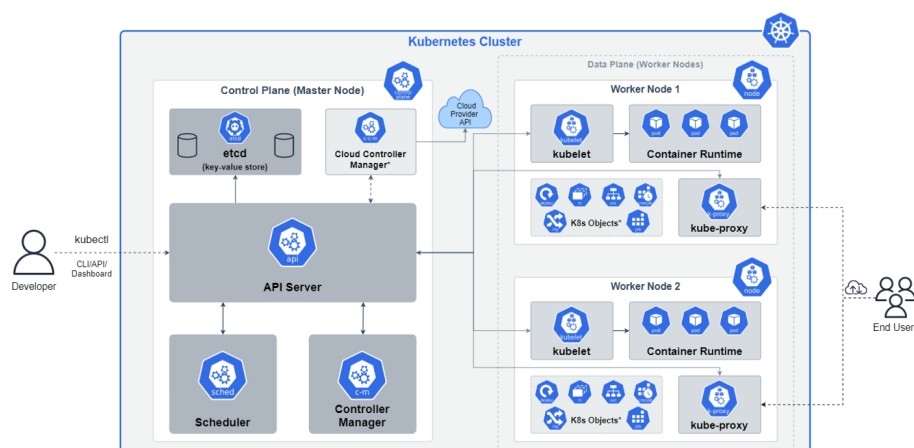 Kubernetes Cluster
Data Plane (Worker Nodes)
Control Plane (Master Node)
control
plane
etcd
etcd
(key-value store)
c-c-m
Cloud Controller
Manager*
Cloud
Provider
API
kubectl
CLI/API/
Dashboard
Developer
api
API Server
sched
Scheduler
c-m
Controller
Manager
node
Worker Node 1
kubelet
kubelet
pod
pod
pod
Container Runtime
K8s Objects*
k-proxy
kube-proxy
node
Worker Node 2
kubelet
kubelet
pod
pod
pod
Container Runtime
K8s Objects*
k-proxy
kube-proxy
End User